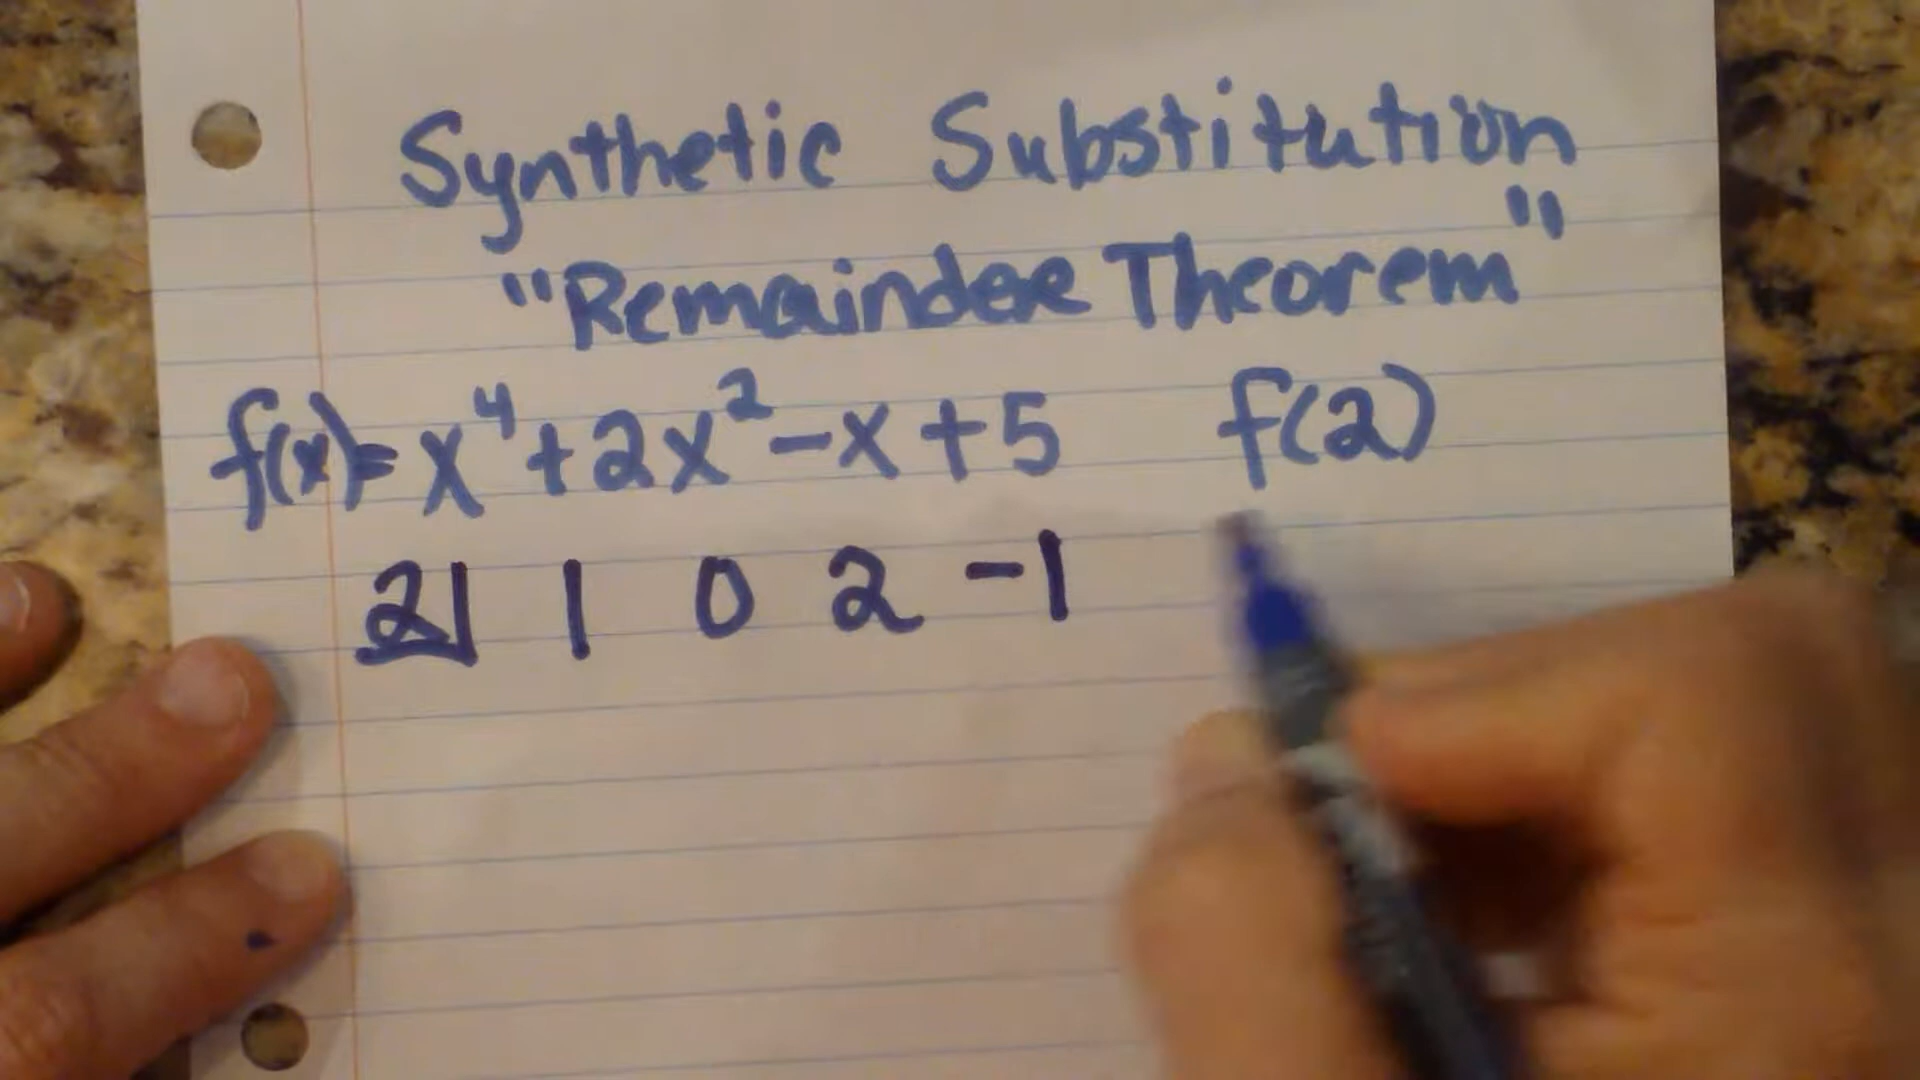 Synthetic Substitution
"Remainder Theorem"
f(x)= x⁴+2x²-x+5 f(2)
2| 1 0 2 -1